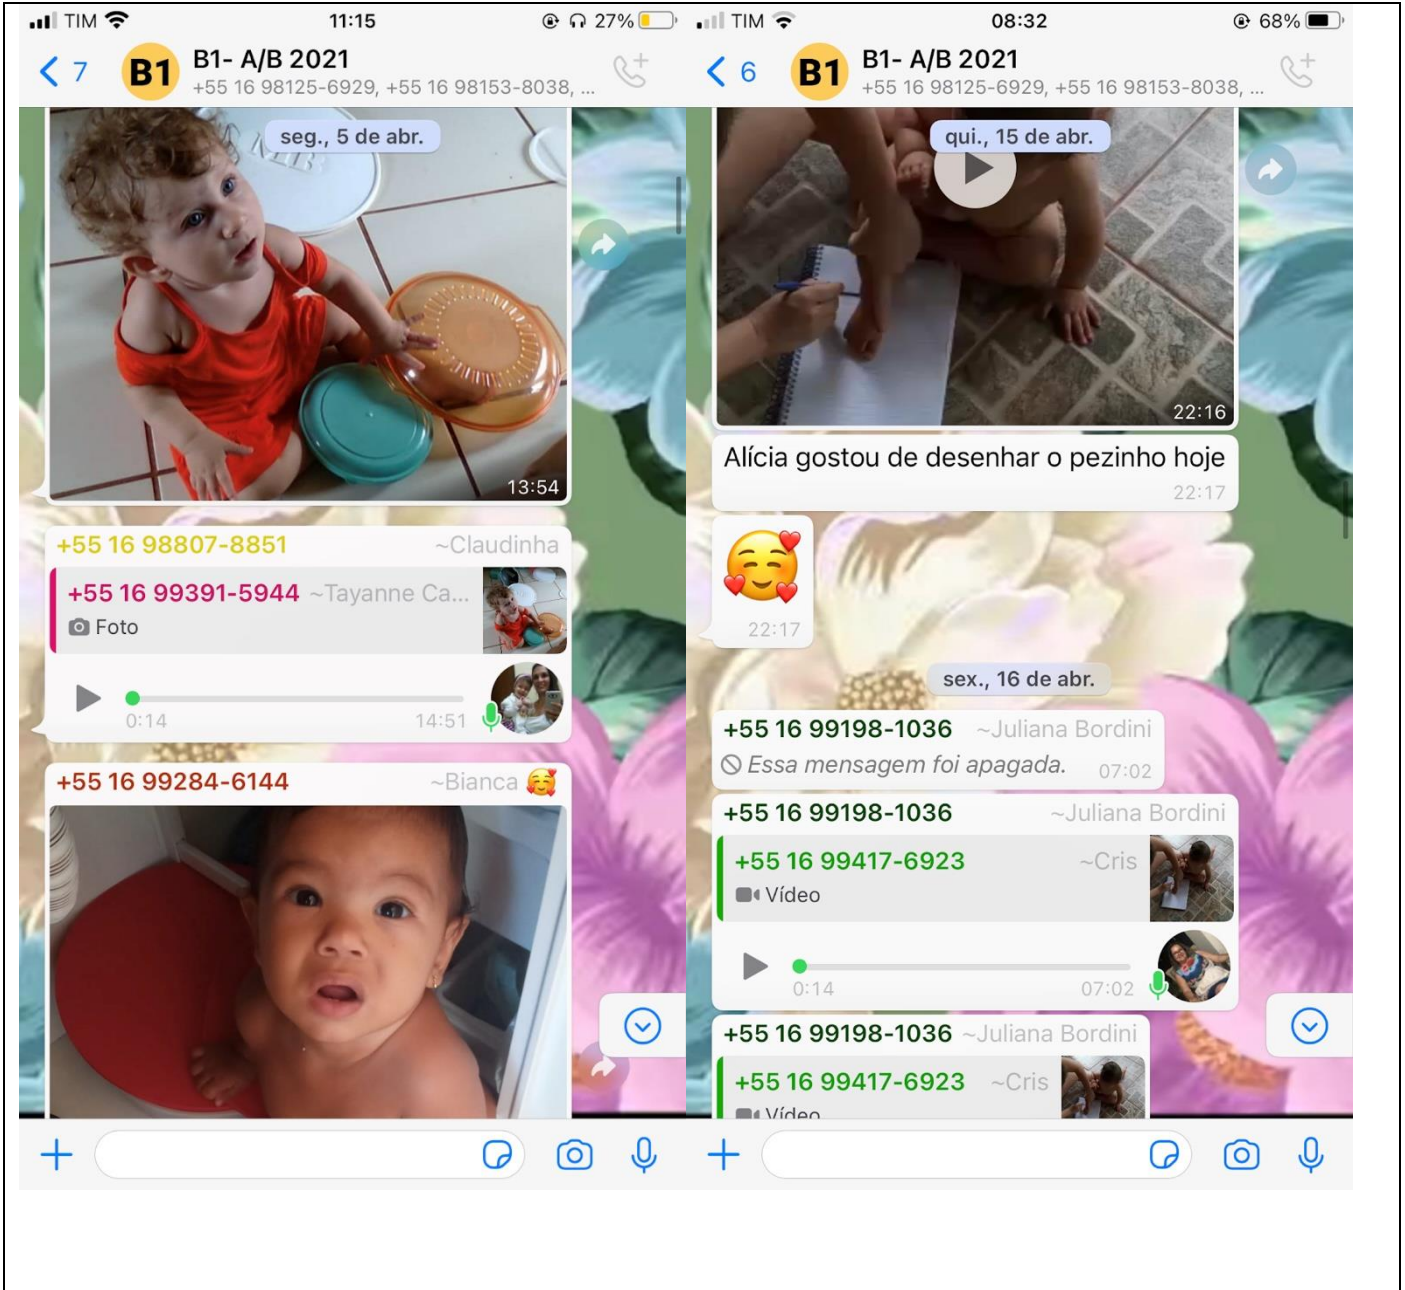 TIM
11:15
27%
7
B1
B1- A/B 2021
+55 16 98125-6929, +55 16 98153-8038, ...
seg., 5 de abr.
13:54
+55 16 98807-8851 ~Claudinha
+55 16 99391-5944 ~Tayanne Ca...
Foto
0:14 14:51
+55 16 99284-6144 ~Bianca 🥰
TIM
08:32
68%
6
B1
B1- A/B 2021
+55 16 98125-6929, +55 16 98153-8038, ...
qui., 15 de abr.
22:16
Alícia gostou de desenhar o pezinho hoje
22:17
🥰
22:17
sex., 16 de abr.
+55 16 99198-1036 ~Juliana Bordini
Essa mensagem foi apagada. 07:02
+55 16 99198-1036 ~Juliana Bordini
+55 16 99417-6923 ~Cris
Vídeo
0:14 07:02
+55 16 99198-1036 ~Juliana Bordini
+55 16 99417-6923 ~Cris
Vídeo